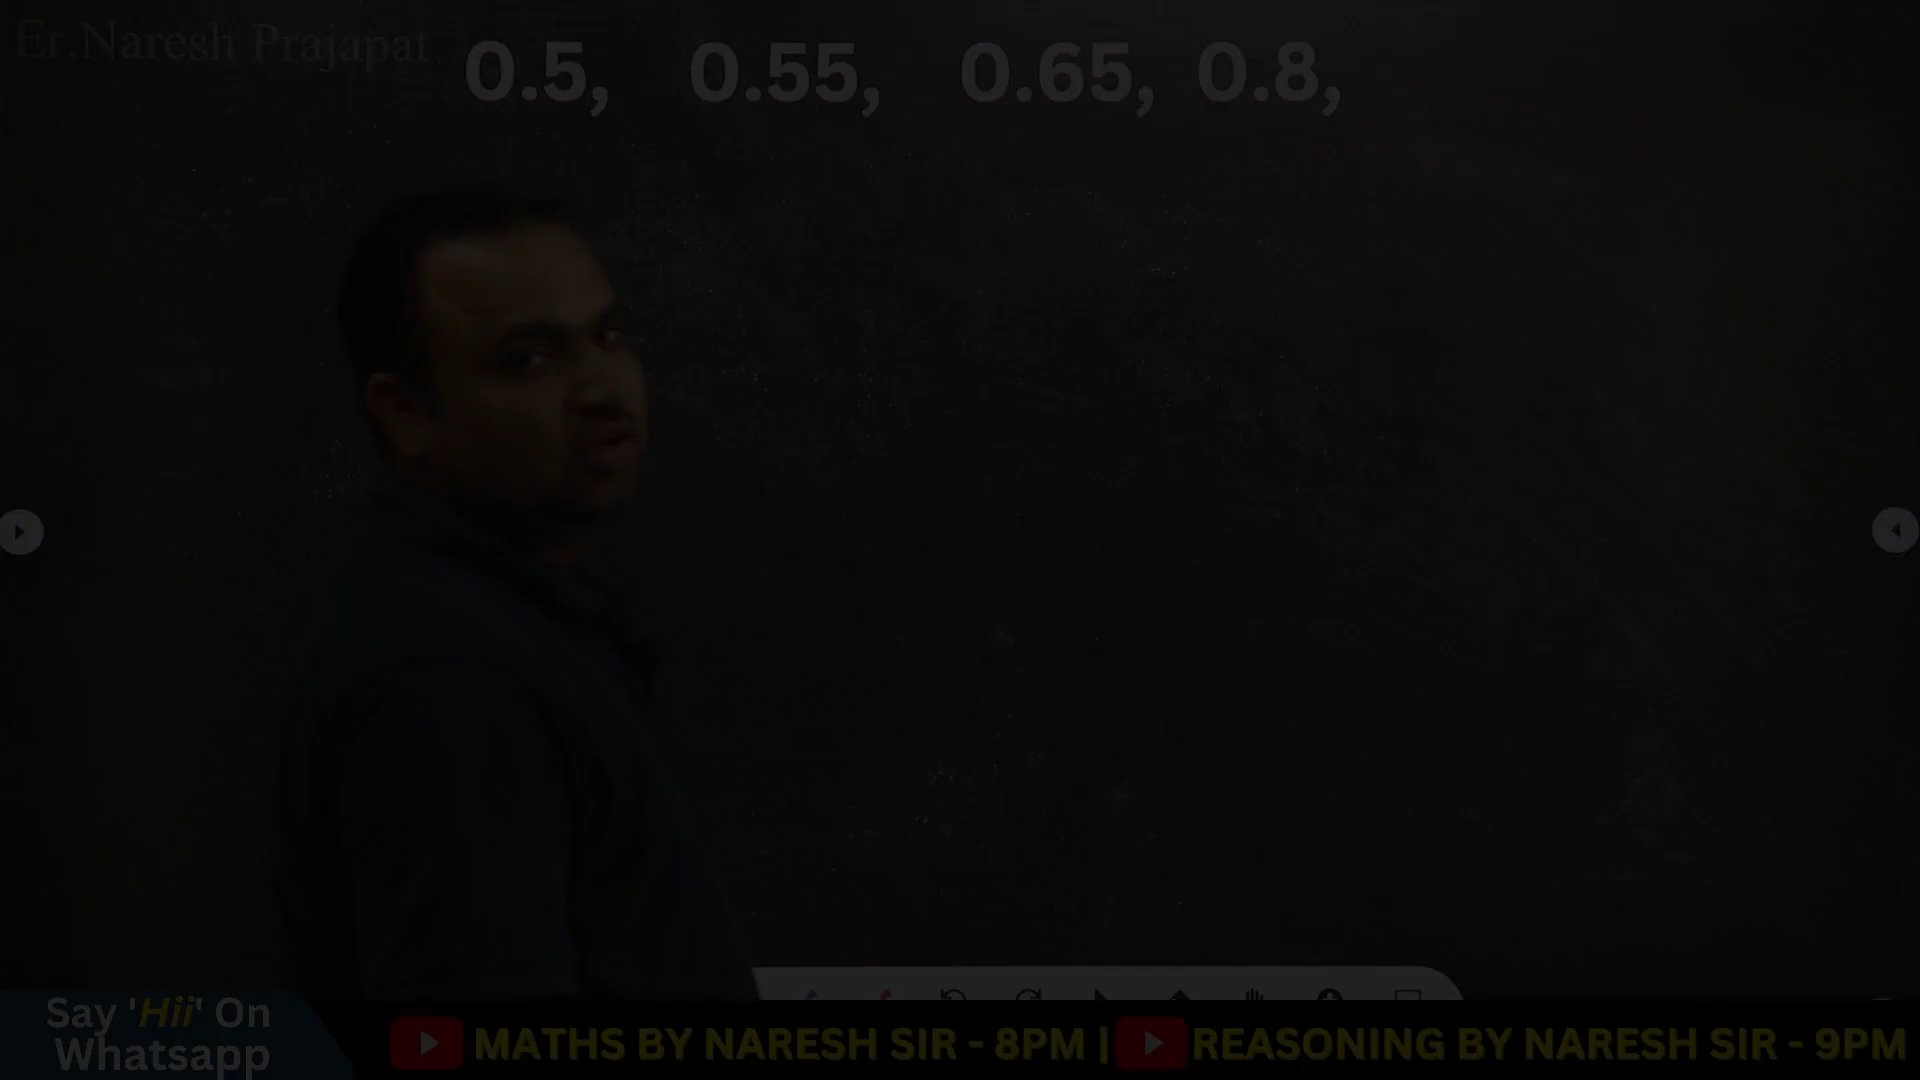 Er.Naresh Prajapat
0.5, 0.55, 0.65, 0.8,
Say 'Hii' On
Whatsapp
MATHS BY NARESH SIR - 8PM | REASONING BY NARESH SIR - 9PM